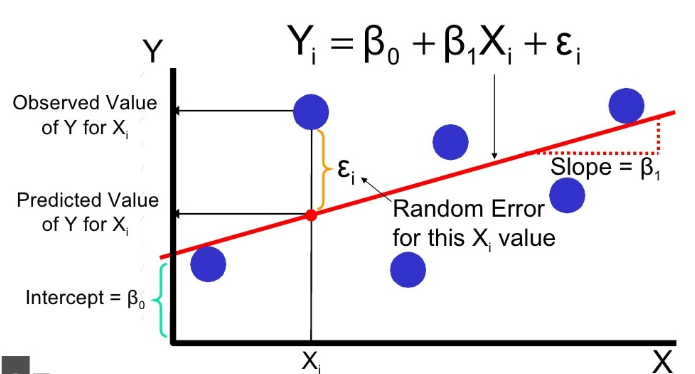 Yᵢ = β₀ + β₁Xᵢ + εᵢ
Y
Observed Value
of Y for Xᵢ
εᵢ
Slope = β₁
Predicted Value
of Y for Xᵢ
Random Error
for this Xᵢ value
Intercept = β₀
Xᵢ
X